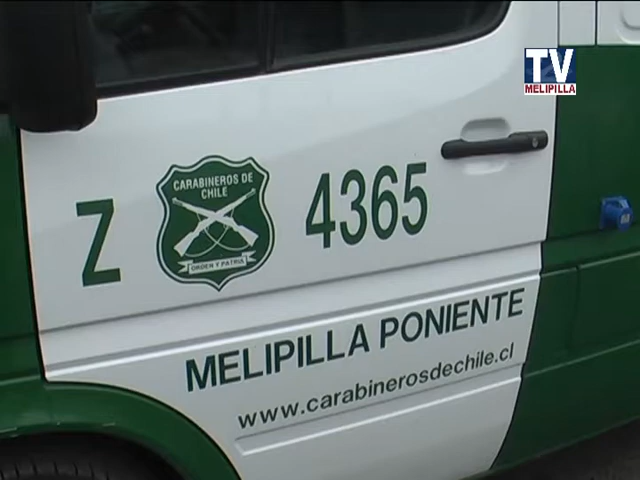 TV
MELIPILLA
CARABINEROS DE
CHILE
ORDEN Y PATRIA
Z 4365
MELIPILLA PONIENTE
www.carabinerosdechile.cl